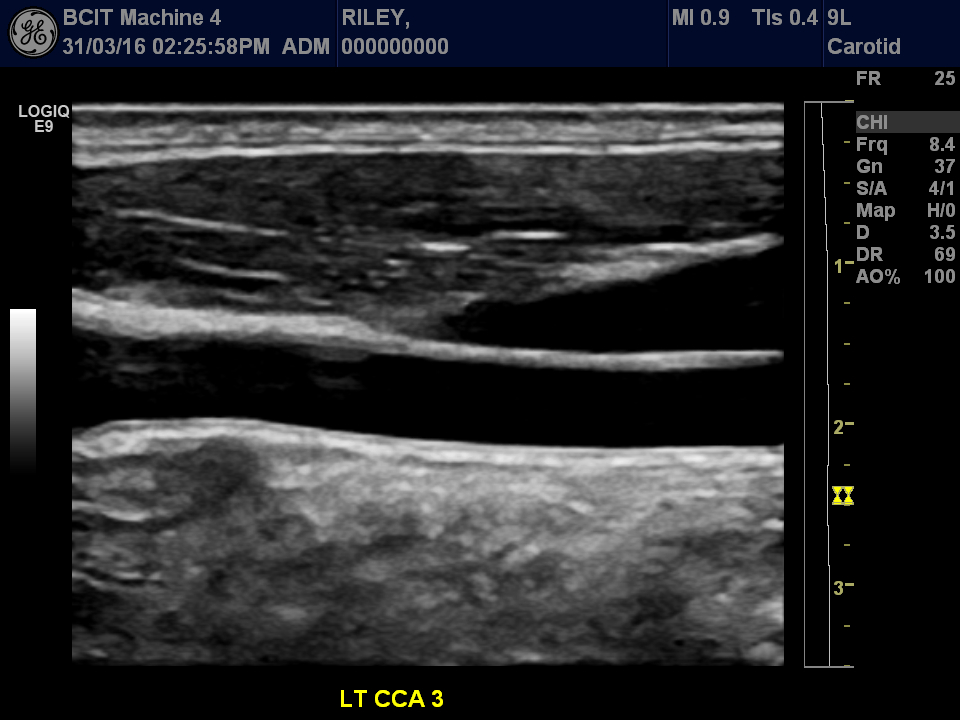 BCIT Machine 4
31/03/16 02:25:58PM ADM
RILEY,
000000000
MI 0.9 TIs 0.4
9L
Carotid
LOGIQ
E9
FR 25
CHI
Frq 8.4
Gn 37
S/A 4/1
Map H/0
D 3.5
DR 69
AO% 100
1
2
3
LT CCA 3